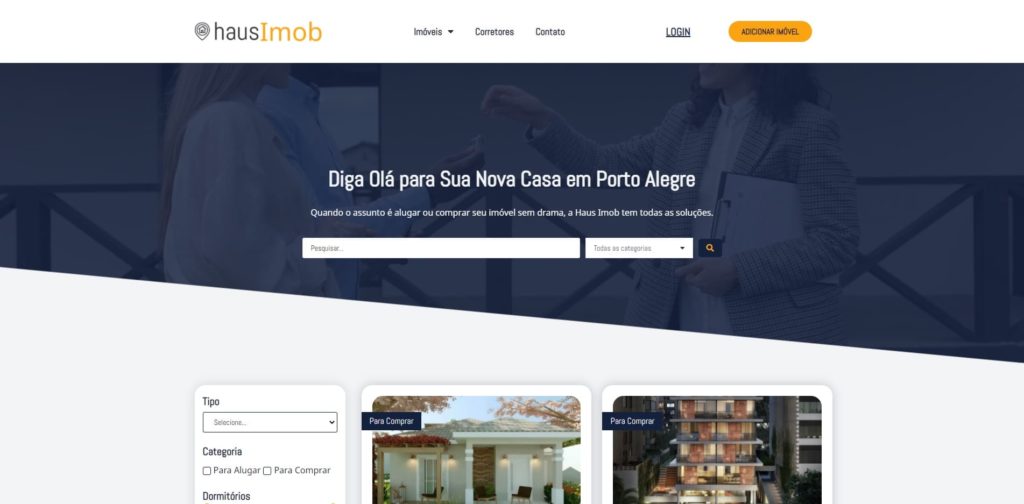 hausImob
Imóveis
Corretores
Contato
LOGIN
ADICIONAR IMÓVEL
Diga Olá para Sua Nova Casa em Porto Alegre
Quando o assunto é alugar ou comprar seu imóvel sem drama, a Haus Imob tem todas as soluções.
Pesquisar...
Todas as categorias
Tipo
Selecione...
Categoria
Para Alugar
Para Comprar
Dormitórios
Para Comprar
Para Comprar